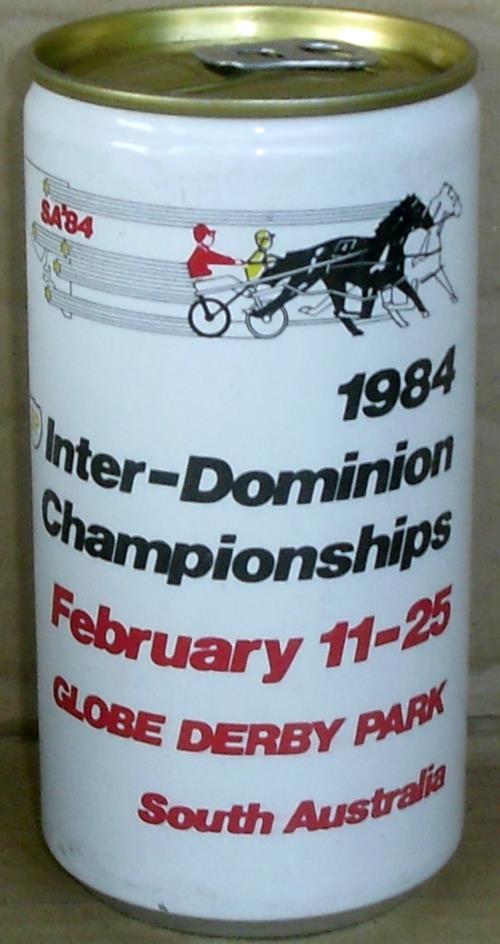 SA'84
1984
Inter-Dominion
Championships
February 11-25
GLOBE DERBY PARK
South Australia